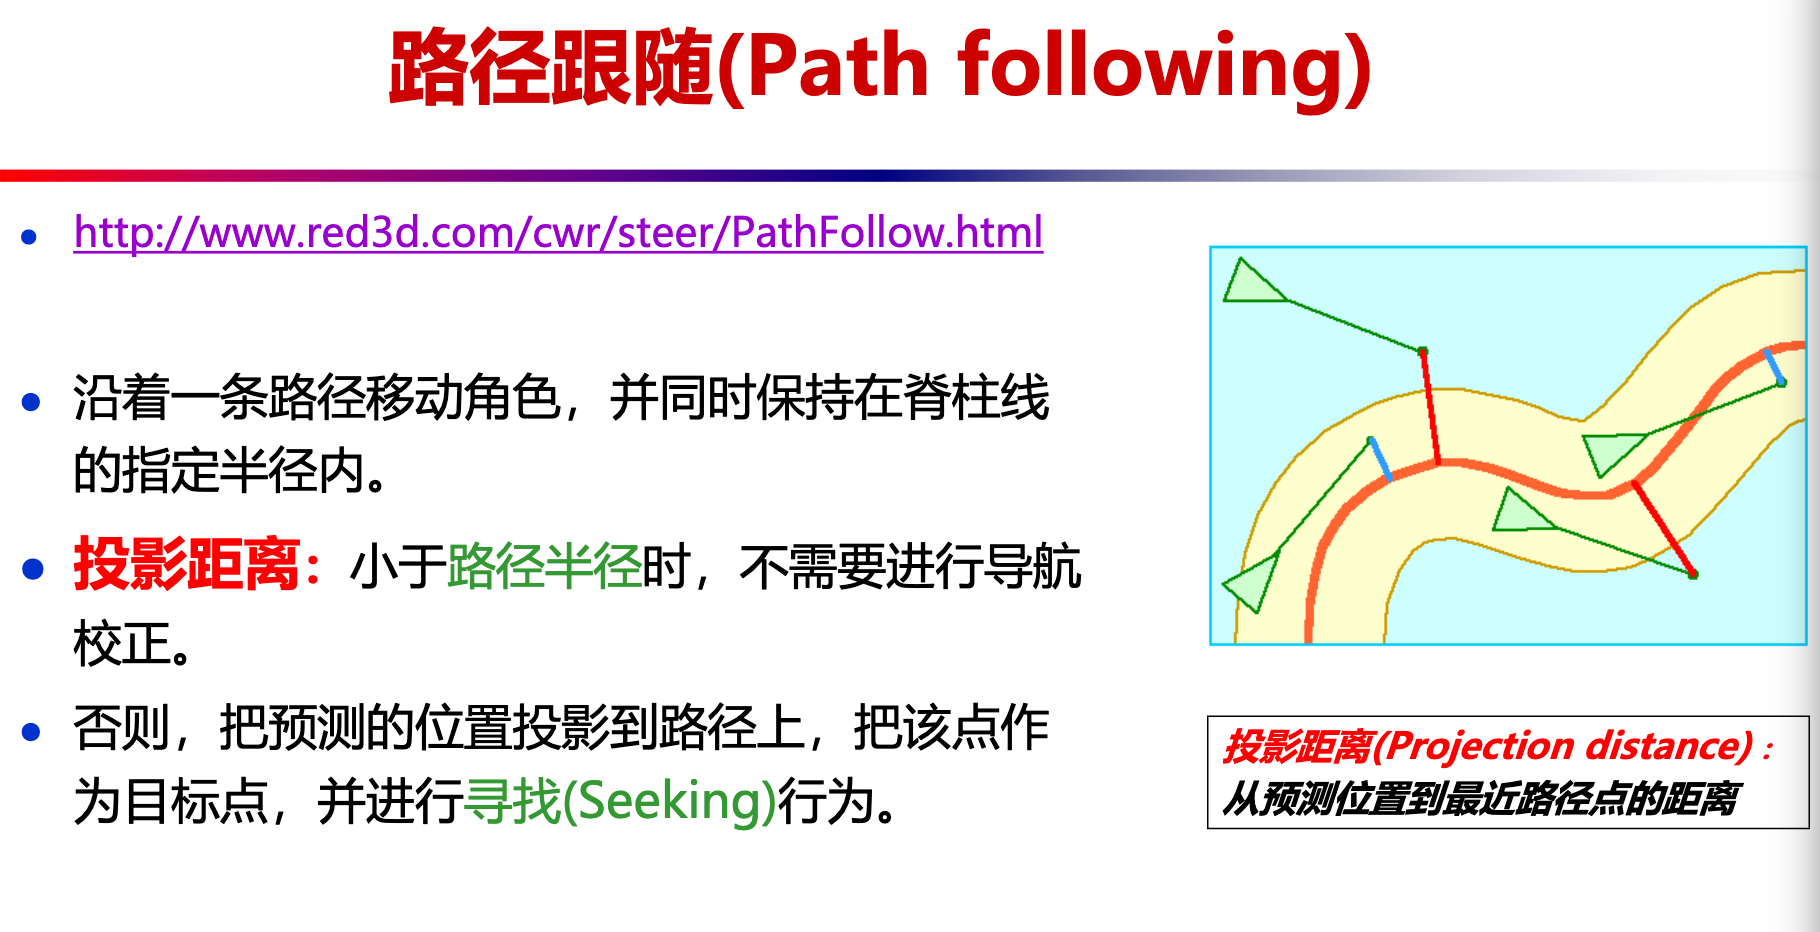 路径跟随(Path following)
http://www.red3d.com/cwr/steer/PathFollow.html
沿着一条路径移动角色，并同时保持在脊柱线
的指定半径内。
投影距离：小于路径半径时，不需要进行导航
校正。
否则，把预测的位置投影到路径上，把该点作
为目标点，并进行寻找(Seeking)行为。
投影距离(Projection distance)：
从预测位置到最近路径点的距离